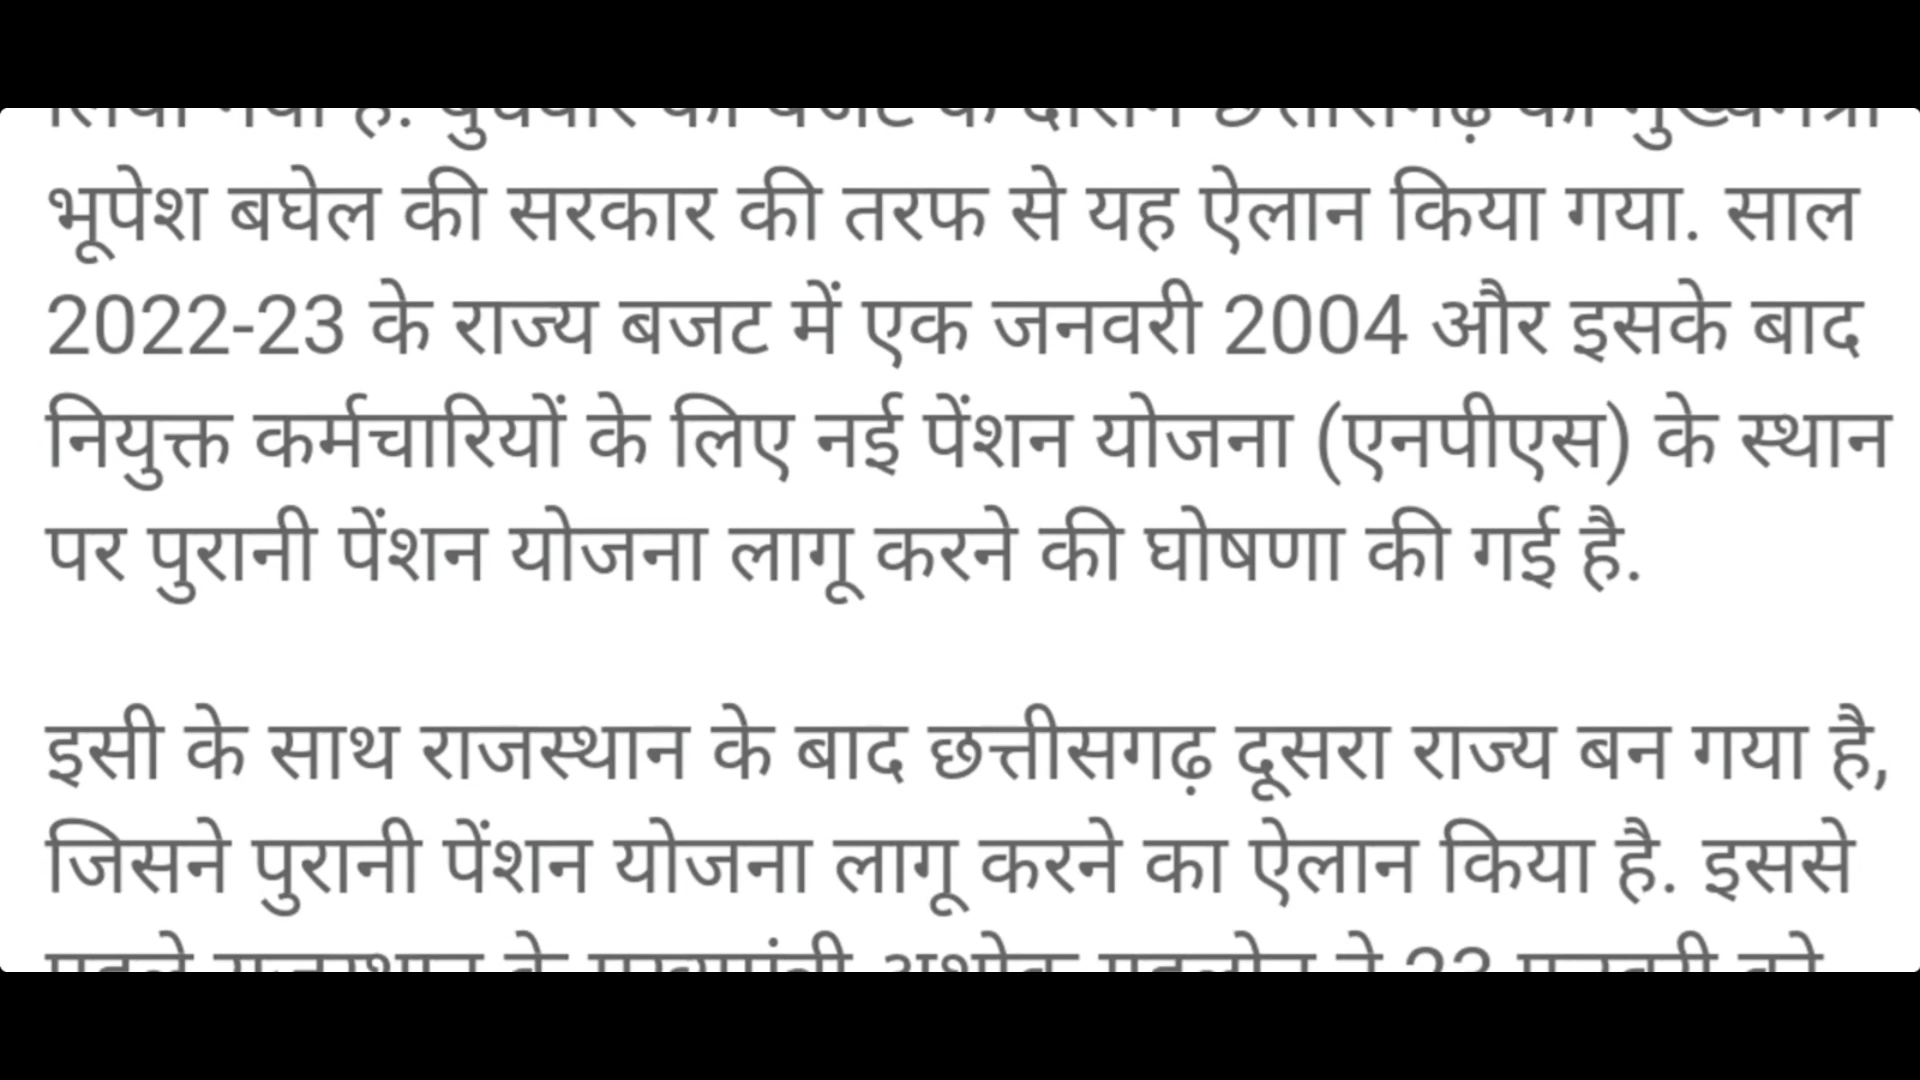 भूपेश बघेल की सरकार की तरफ से यह ऐलान किया गया. साल
2022-23 के राज्य बजट में एक जनवरी 2004 और इसके बाद
नियुक्त कर्मचारियों के लिए नई पेंशन योजना (एनपीएस) के स्थान
पर पुरानी पेंशन योजना लागू करने की घोषणा की गई है.
इसी के साथ राजस्थान के बाद छत्तीसगढ़ दूसरा राज्य बन गया है,
जिसने पुरानी पेंशन योजना लागू करने का ऐलान किया है. इससे